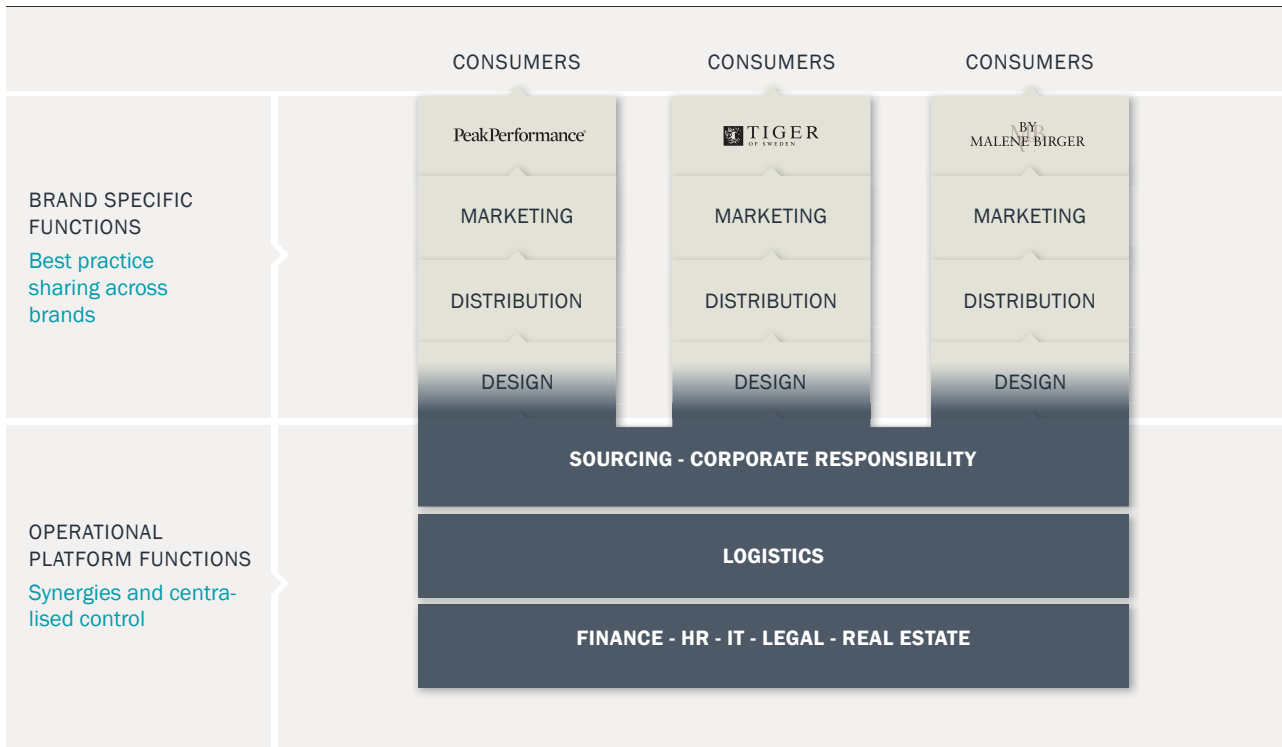 CONSUMERS CONSUMERS CONSUMERS
PeakPerformance®
TIGER
OF SWEDEN
BY
MALENE BIRGER
MB
BRAND SPECIFIC
FUNCTIONS
Best practice
sharing across
brands
MARKETING MARKETING MARKETING
DISTRIBUTION DISTRIBUTION DISTRIBUTION
DESIGN DESIGN DESIGN
OPERATIONAL
PLATFORM FUNCTIONS
Synergies and centra-
lised control
SOURCING - CORPORATE RESPONSIBILITY
LOGISTICS
FINANCE - HR - IT - LEGAL - REAL ESTATE